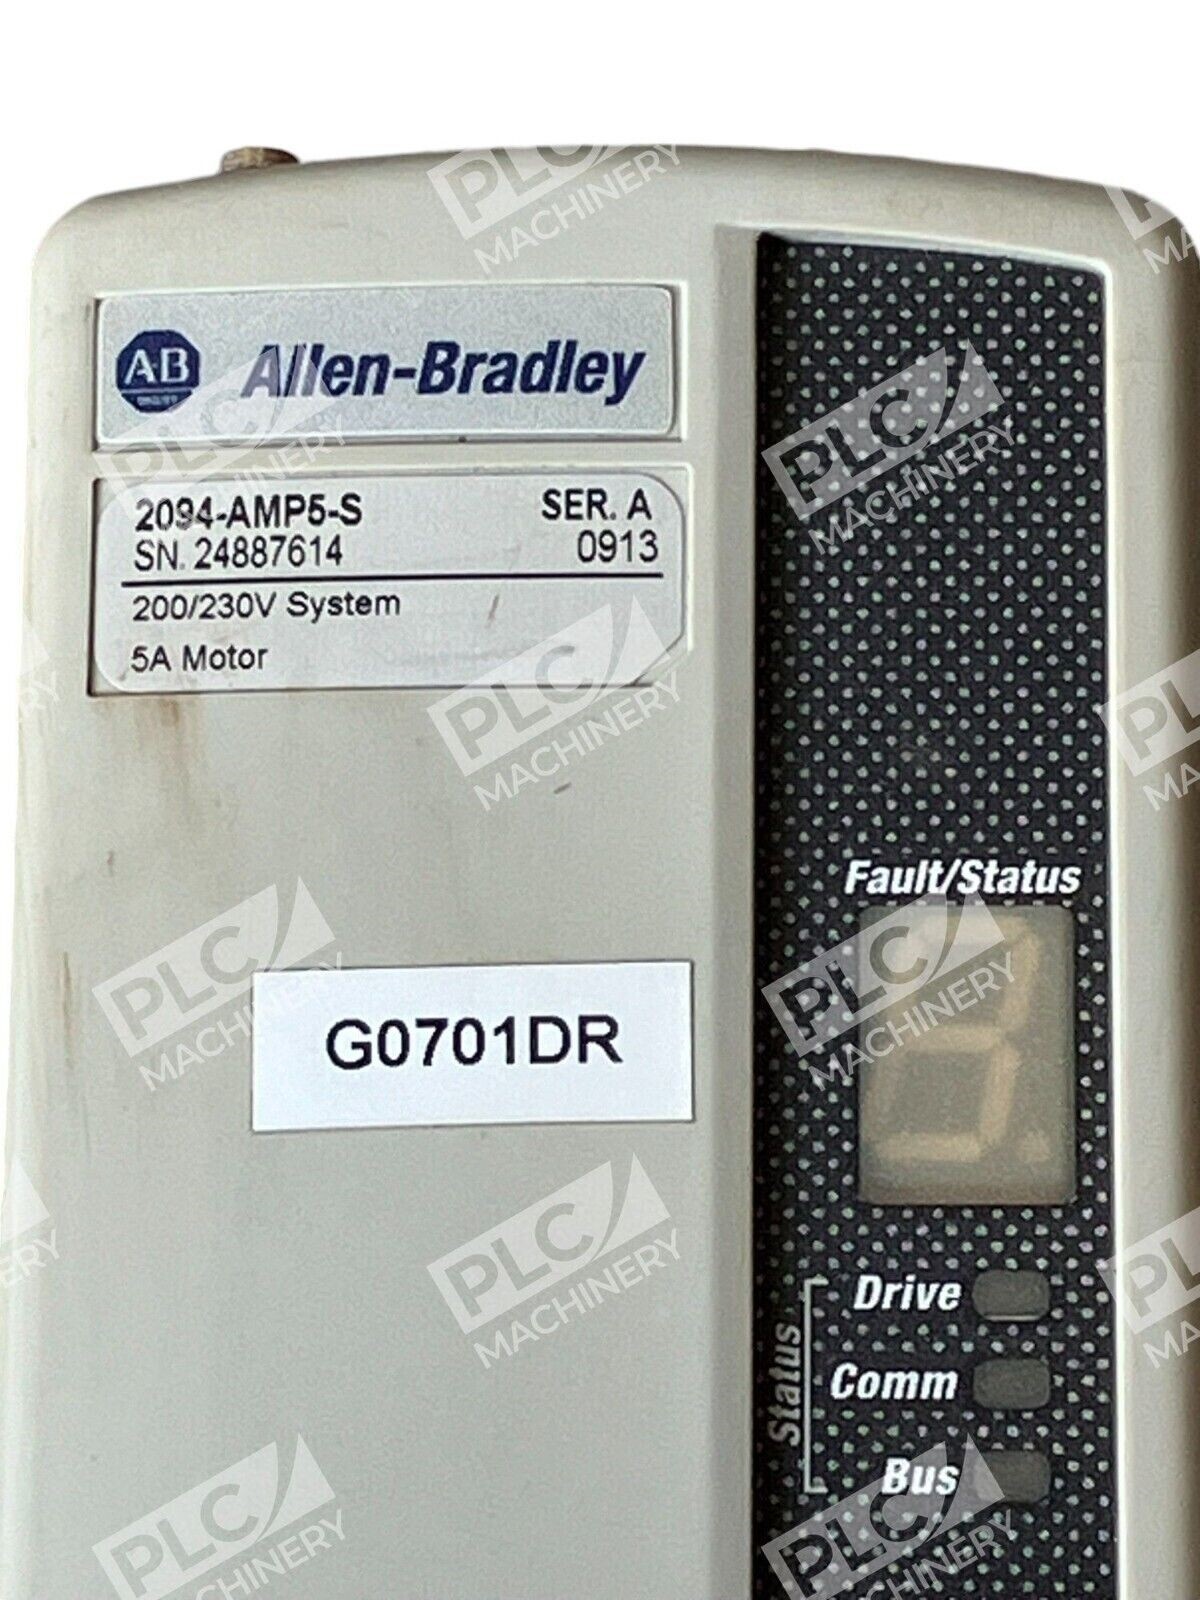 AB
Allen-Bradley
2094-AMP5-S SER. A
SN. 24887614 0913
200/230V System
5A Motor
Fault/Status
G0701DR
Status
Drive
Comm
Bus
PLC
MACHINERY